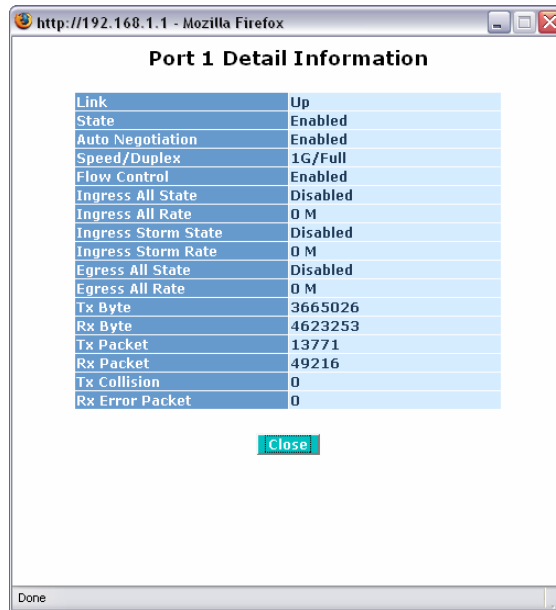 http://192.168.1.1 - Mozilla Firefox
Port 1 Detail Information
Link Up
State Enabled
Auto Negotiation Enabled
Speed/Duplex 1G/Full
Flow Control Enabled
Ingress All State Disabled
Ingress All Rate 0 M
Ingress Storm State Disabled
Ingress Storm Rate 0 M
Egress All State Disabled
Egress All Rate 0 M
Tx Byte 3665026
Rx Byte 4623253
Tx Packet 13771
Rx Packet 49216
Tx Collision 0
Rx Error Packet 0
Close
Done